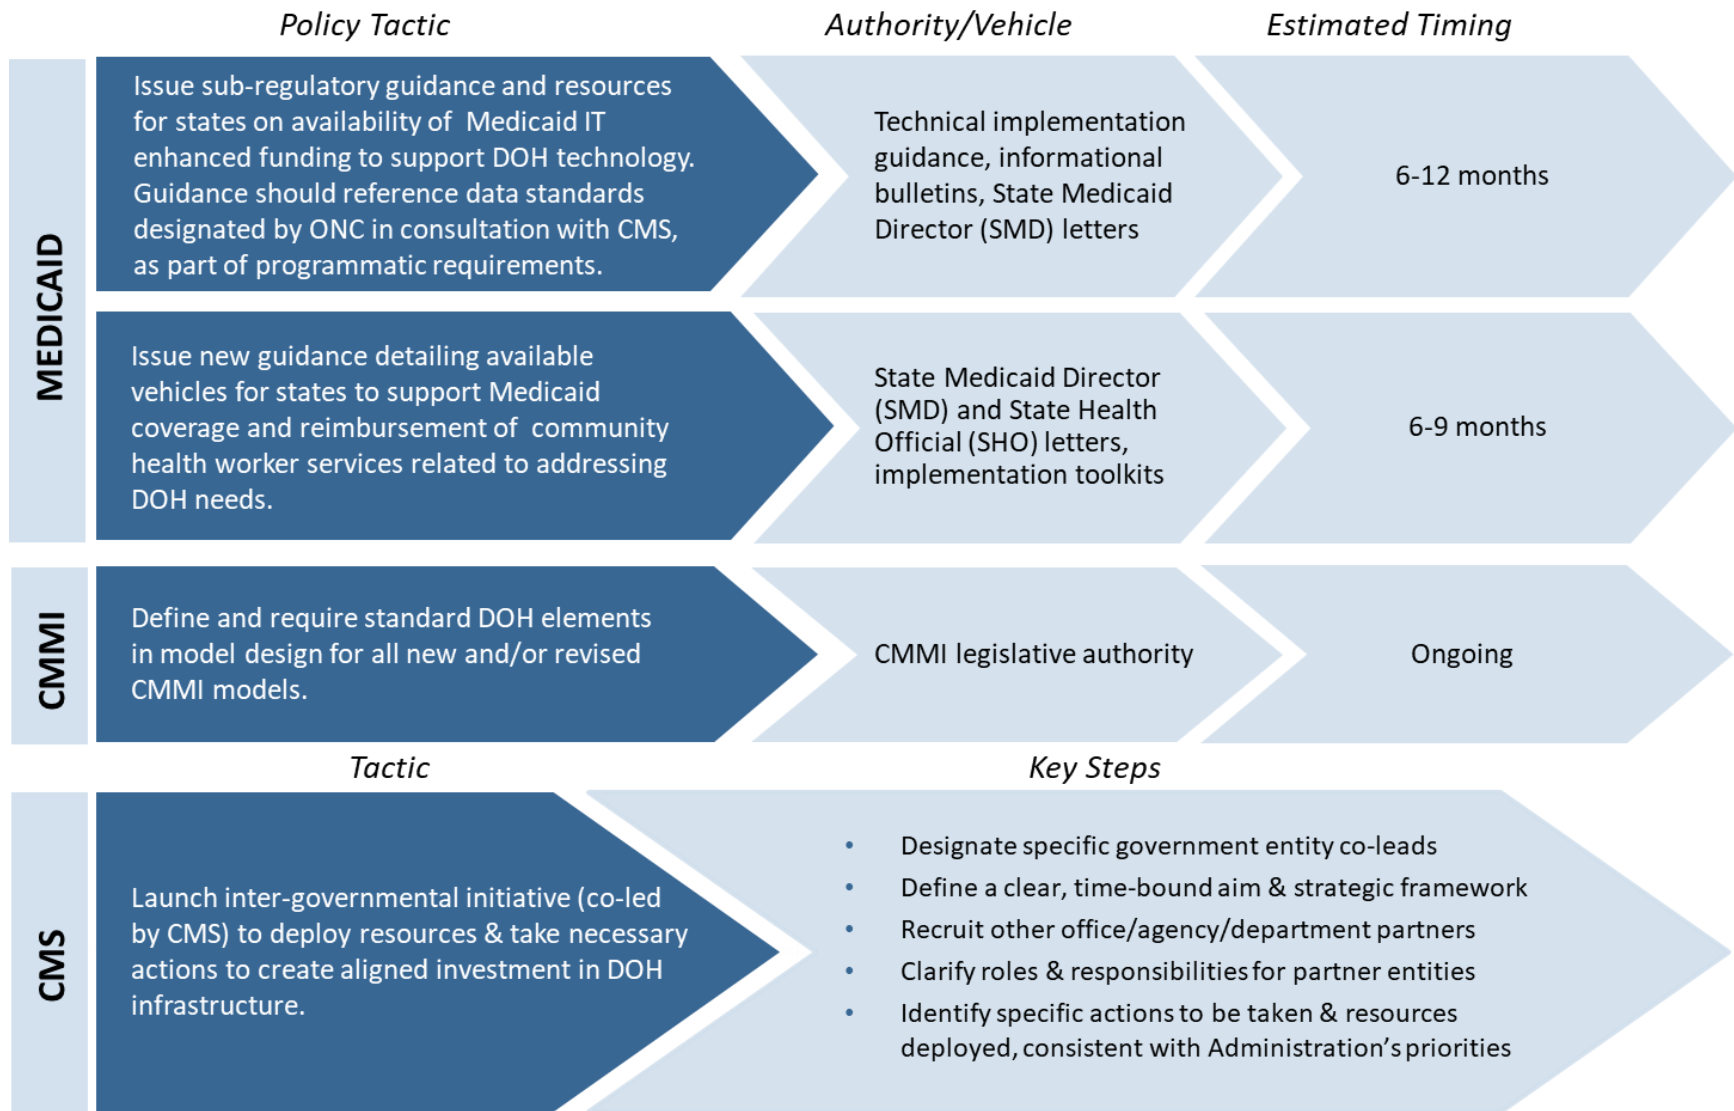 Policy Tactic
Authority/Vehicle
Estimated Timing
MEDICAID
Issue sub-regulatory guidance and resources
for states on availability of Medicaid IT
enhanced funding to support DOH technology.
Guidance should reference data standards
designated by ONC in consultation with CMS,
as part of programmatic requirements.
Technical implementation
guidance, informational
bulletins, State Medicaid
Director (SMD) letters
6-12 months
Issue new guidance detailing available
vehicles for states to support Medicaid
coverage and reimbursement of community
health worker services related to addressing
DOH needs.
State Medicaid Director
(SMD) and State Health
Official (SHO) letters,
implementation toolkits
6-9 months
CMMI
Define and require standard DOH elements
in model design for all new and/or revised
CMMI models.
CMMI legislative authority
Ongoing
Tactic
Key Steps
CMS
Launch inter-governmental initiative (co-led
by CMS) to deploy resources & take necessary
actions to create aligned investment in DOH
infrastructure.
• Designate specific government entity co-leads
• Define a clear, time-bound aim & strategic framework
• Recruit other office/agency/department partners
• Clarify roles & responsibilities for partner entities
• Identify specific actions to be taken & resources
deployed, consistent with Administration's priorities